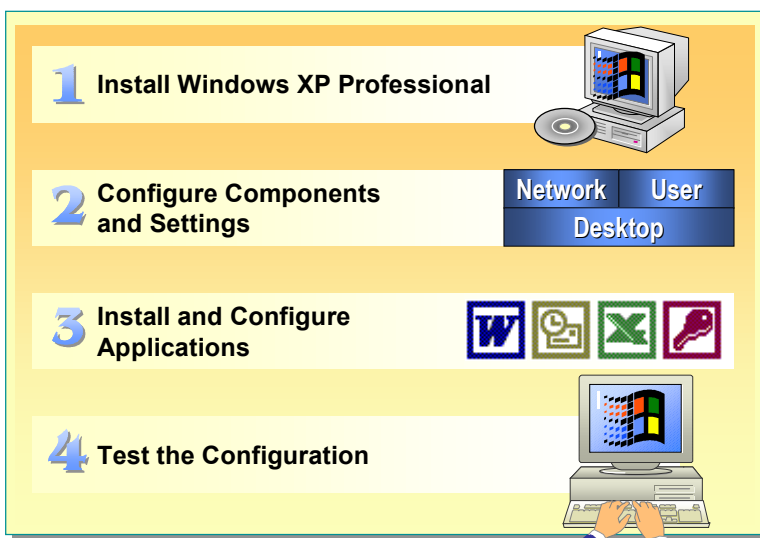 1 Install Windows XP Professional
2 Configure Components
and Settings
Network User
Desktop
3 Install and Configure
Applications
W X
4 Test the Configuration